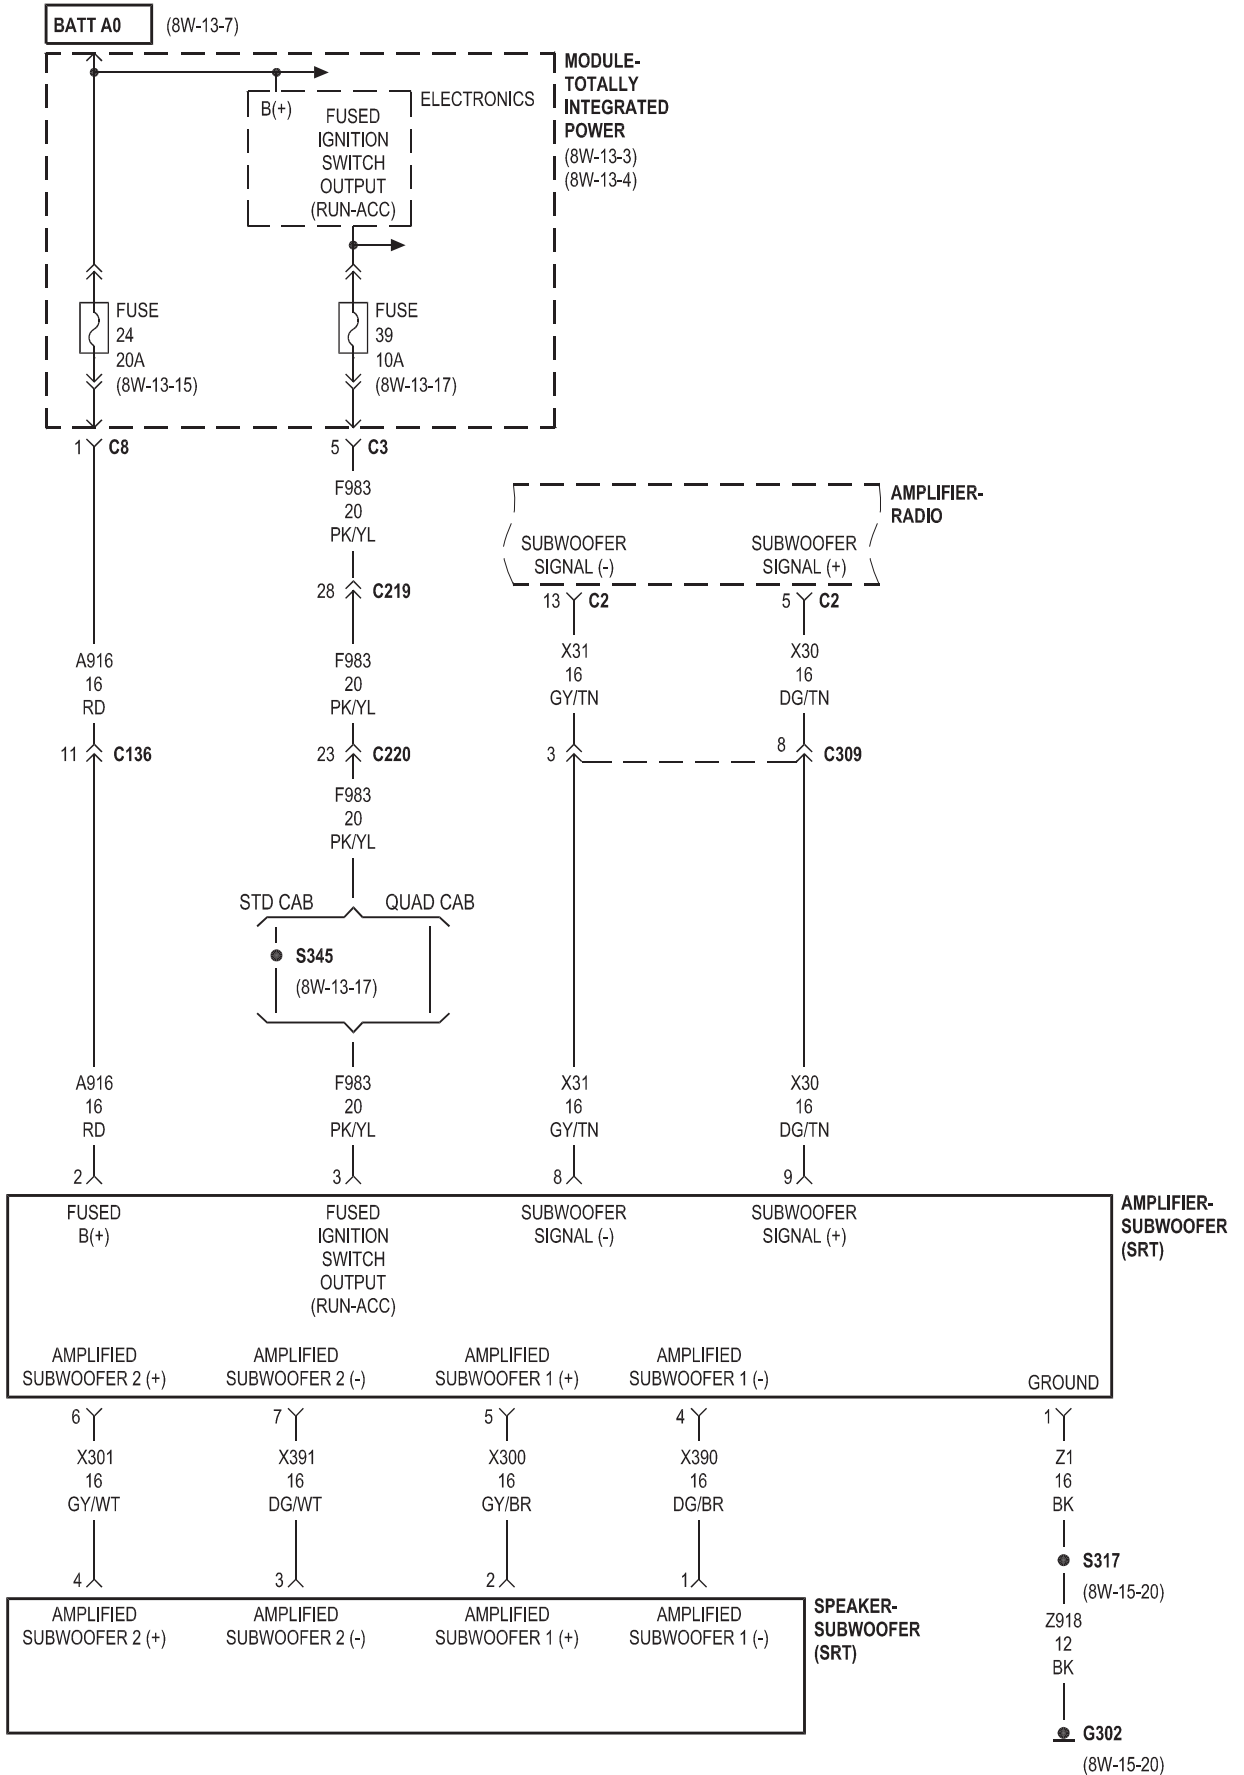 BATT A0 (8W-13-7)
MODULE-
TOTALLY
INTEGRATED
POWER
(8W-13-3)
(8W-13-4)
ELECTRONICS
B(+)
FUSED
IGNITION
SWITCH
OUTPUT
(RUN-ACC)
FUSE
24
20A
(8W-13-15)
FUSE
39
10A
(8W-13-17)
1 C8
5 C3
F983
20
PK/YL
AMPLIFIER-
RADIO
SUBWOOFER
SIGNAL (-)
SUBWOOFER
SIGNAL (+)
28 C219
13 C2
5 C2
A916
16
RD
F983
20
PK/YL
X31
16
GY/TN
X30
16
DG/TN
11 C136
23 C220
3
8 C309
F983
20
PK/YL
STD CAB
QUAD CAB
S345
(8W-13-17)
A916
16
RD
F983
20
PK/YL
X31
16
GY/TN
X30
16
DG/TN
2
3
8
9
FUSED
B(+)
FUSED
IGNITION
SWITCH
OUTPUT
(RUN-ACC)
SUBWOOFER
SIGNAL (-)
SUBWOOFER
SIGNAL (+)
AMPLIFIER-
SUBWOOFER
(SRT)
AMPLIFIED
SUBWOOFER 2 (+)
AMPLIFIED
SUBWOOFER 2 (-)
AMPLIFIED
SUBWOOFER 1 (+)
AMPLIFIED
SUBWOOFER 1 (-)
GROUND
6
7
5
4
1
X301
16
GY/WT
X391
16
DG/WT
X300
16
GY/BR
X390
16
DG/BR
Z1
16
BK
S317
(8W-15-20)
4
3
2
1
AMPLIFIED
SUBWOOFER 2 (+)
AMPLIFIED
SUBWOOFER 2 (-)
AMPLIFIED
SUBWOOFER 1 (+)
AMPLIFIED
SUBWOOFER 1 (-)
SPEAKER-
SUBWOOFER
(SRT)
Z918
12
BK
G302
(8W-15-20)